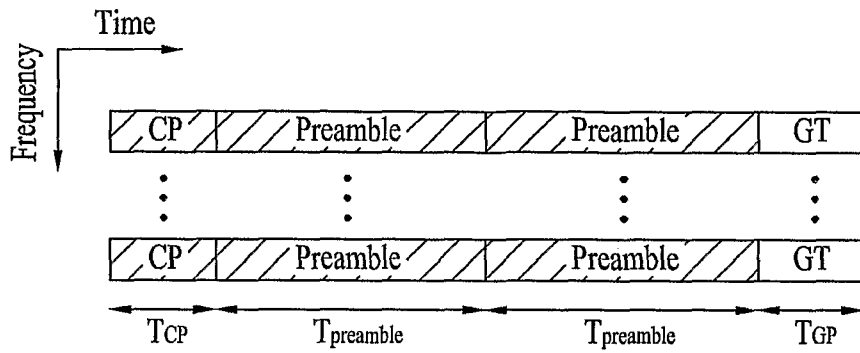 Time
Frequency
CP Preamble Preamble GT
CP Preamble Preamble GT
TCP Tpreamble Tpreamble TGP